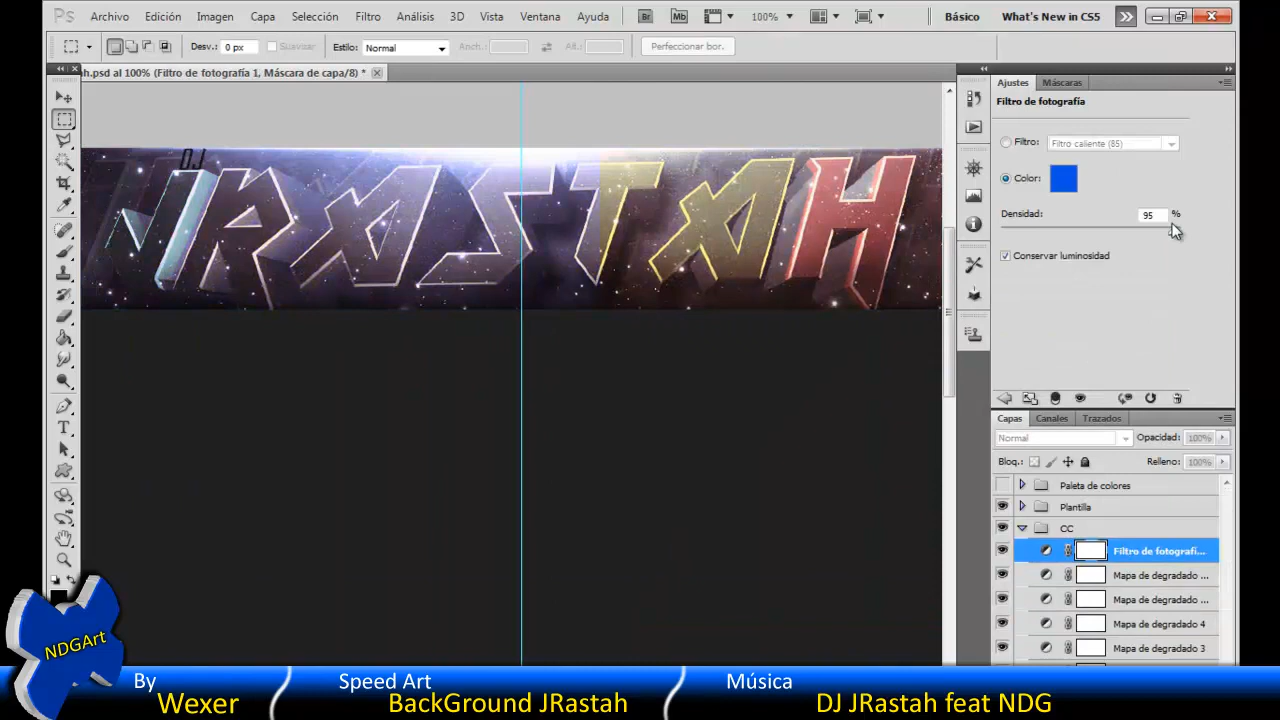 Ps Archivo Edición Imagen Capa Selección Filtro Análisis 3D Vista Ventana Ayuda Br Mb 100% Básico What's New in CS5
Desv.: 0 px Suavizar Estilo: Normal Anch.: Alt.: Perfeccionar bor.
ah.psd al 100% (Filtro de fotografía 1, Máscara de capa/8) *
Ajustes Máscaras
Filtro de fotografía
Filtro: Filtro caliente (85)
Color:
Densidad: 95 %
Conservar luminosidad
DJ
JRASTAH
Capas Canales Trazados
Normal Opacidad: 100%
Bloq.: Relleno: 100%
Paleta de colores
Plantilla
CC
Filtro de fotografí...
Mapa de degradado ...
Mapa de degradado ...
Mapa de degradado 4
Mapa de degradado 3
NDGArt
By
Wexer
Speed Art
BackGround JRastah
Música
DJ JRastah feat NDG